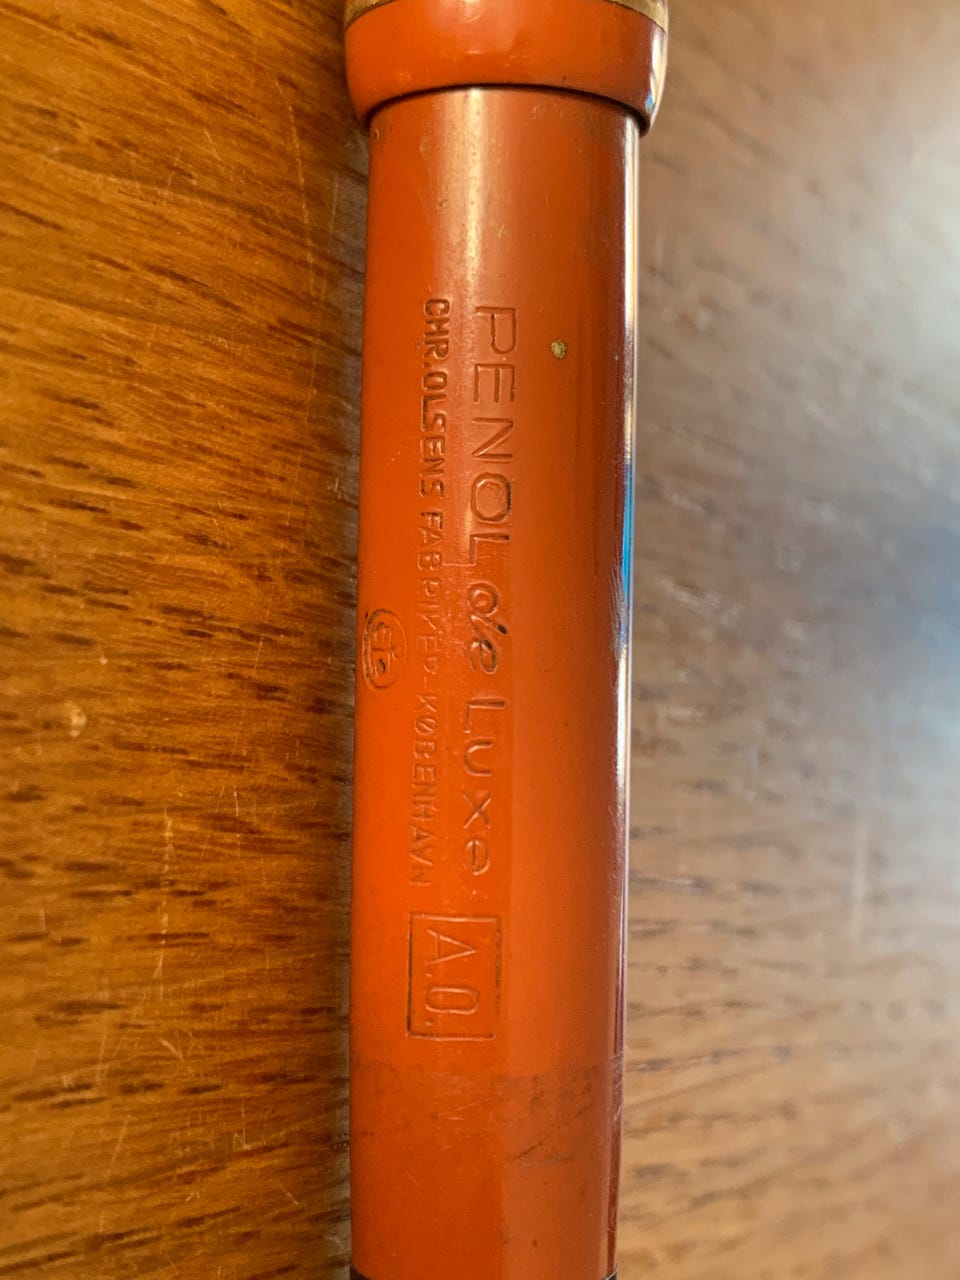 PENOL de Luxe
CHR. OLSENS FABRIKER-KØBENHAVN
A.O.